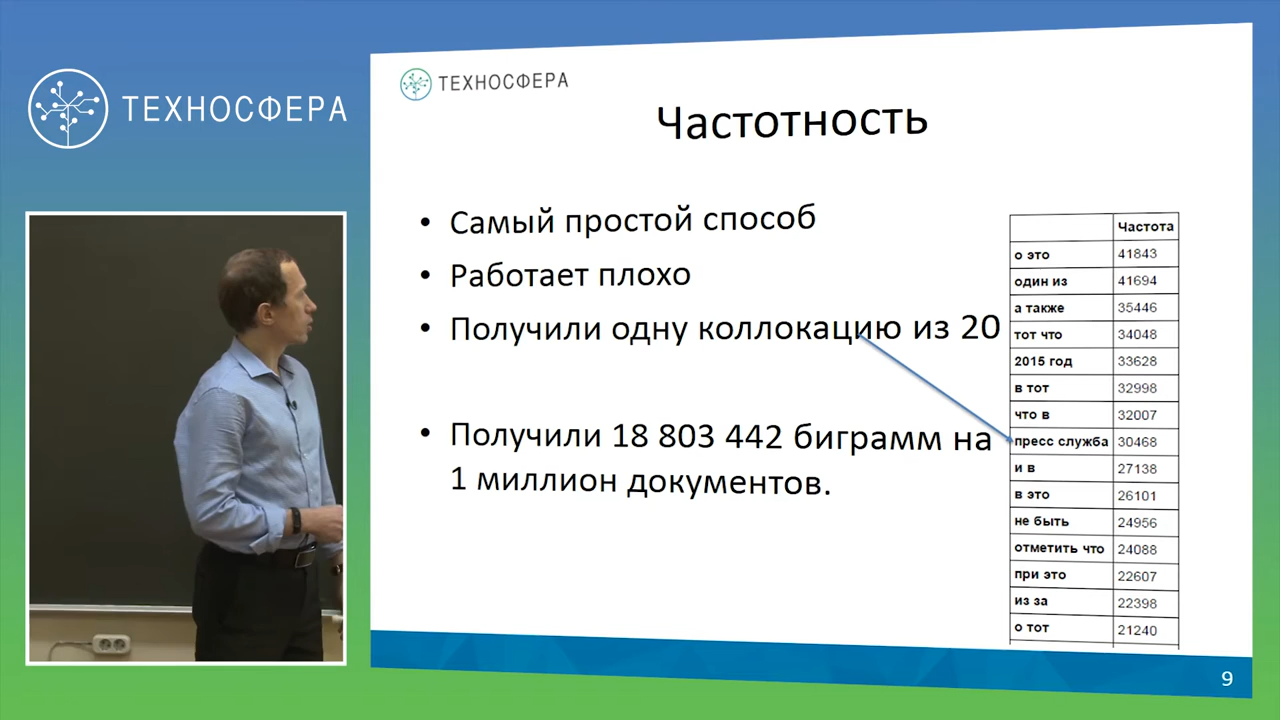 ТЕХНОСФЕРА
ТЕХНОСФЕРА
Частотность
• Самый простой способ
• Работает плохо
• Получили одну коллокацию из 20
• Получили 18 803 442 биграмм на
1 миллион документов.
Частота
о это 41843
один из 41694
а также 35446
тот что 34048
2015 год 33628
в тот 32998
что в 32007
пресс служба 30468
и в 27138
в это 26101
не быть 24956
отметить что 24088
при это 22607
из за 22398
о тот 21240
9